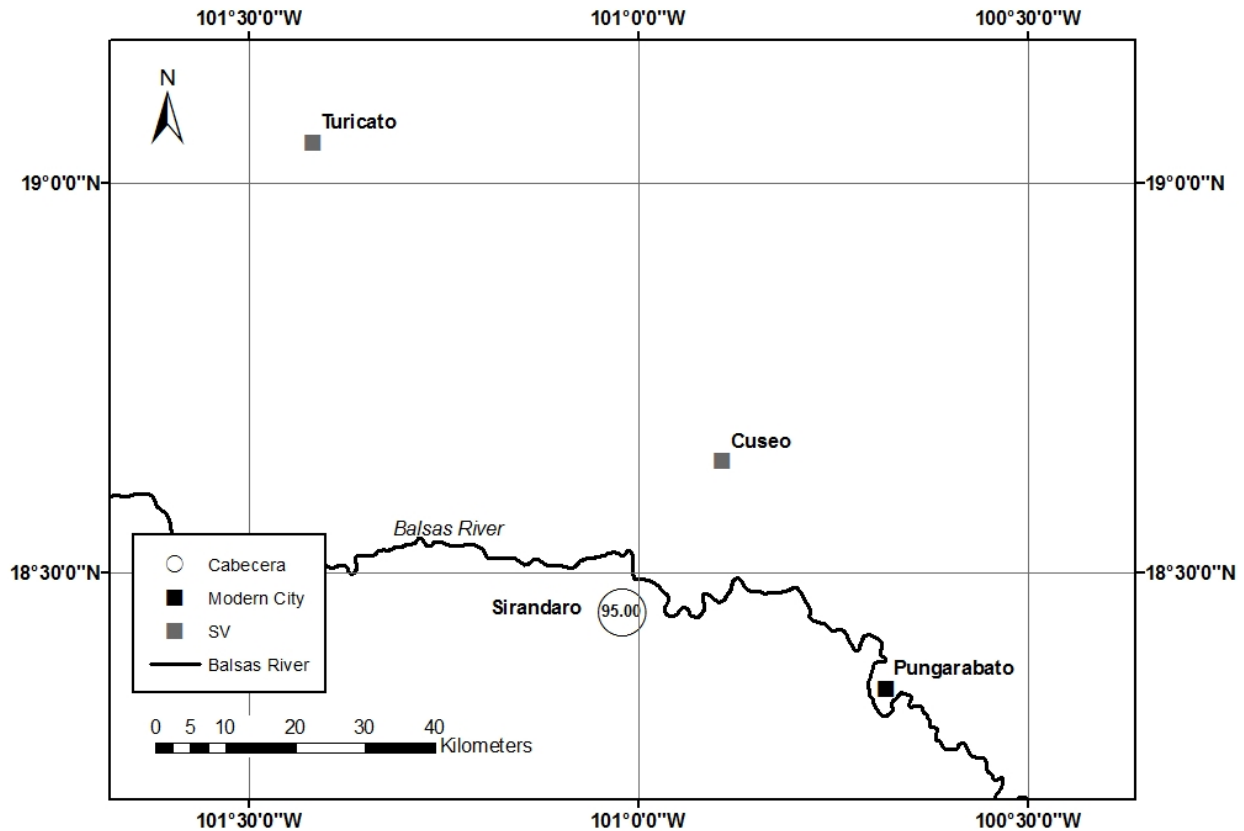 101°30'0"W 101°0'0"W 100°30'0"W
N
Turicato
19°0'0"N 19°0'0"N
Cuseo
Balsas River
18°30'0"N 18°30'0"N
Sirandaro 95.00
Cabecera
Modern City
SV
Balsas River
Pungarabato
0 5 10 20 30 40
Kilometers
101°30'0"W 101°0'0"W 100°30'0"W